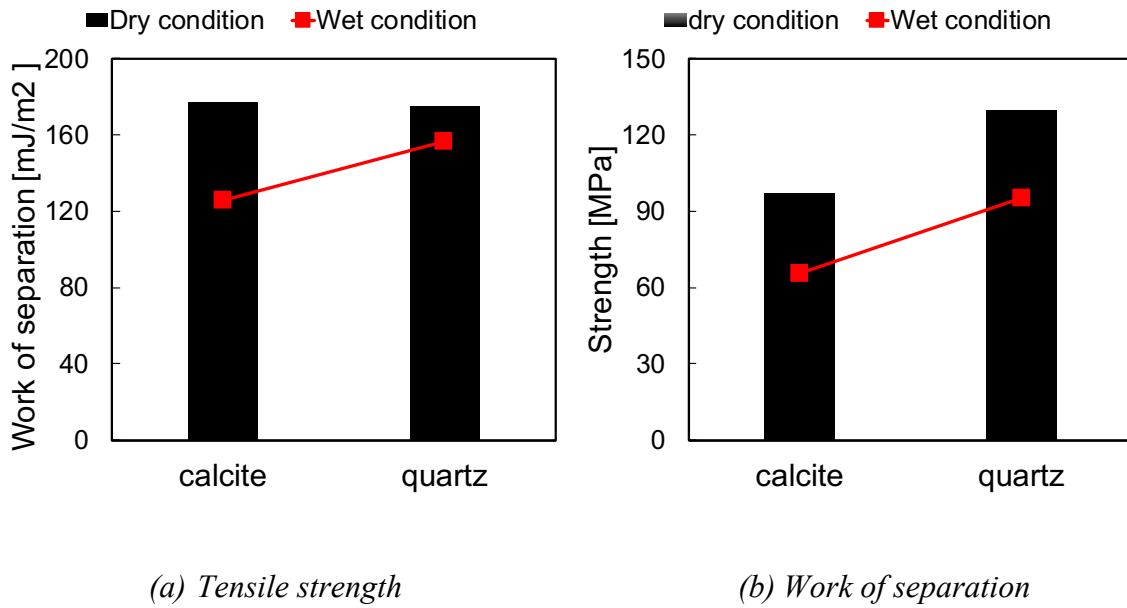 Dry condition Wet condition
Work of separation [mJ/m2 ]
200
160
120
80
40
0
calcite quartz
(a) Tensile strength
dry condition Wet condition
Strength [MPa]
150
120
90
60
30
0
calcite quartz
(b) Work of separation